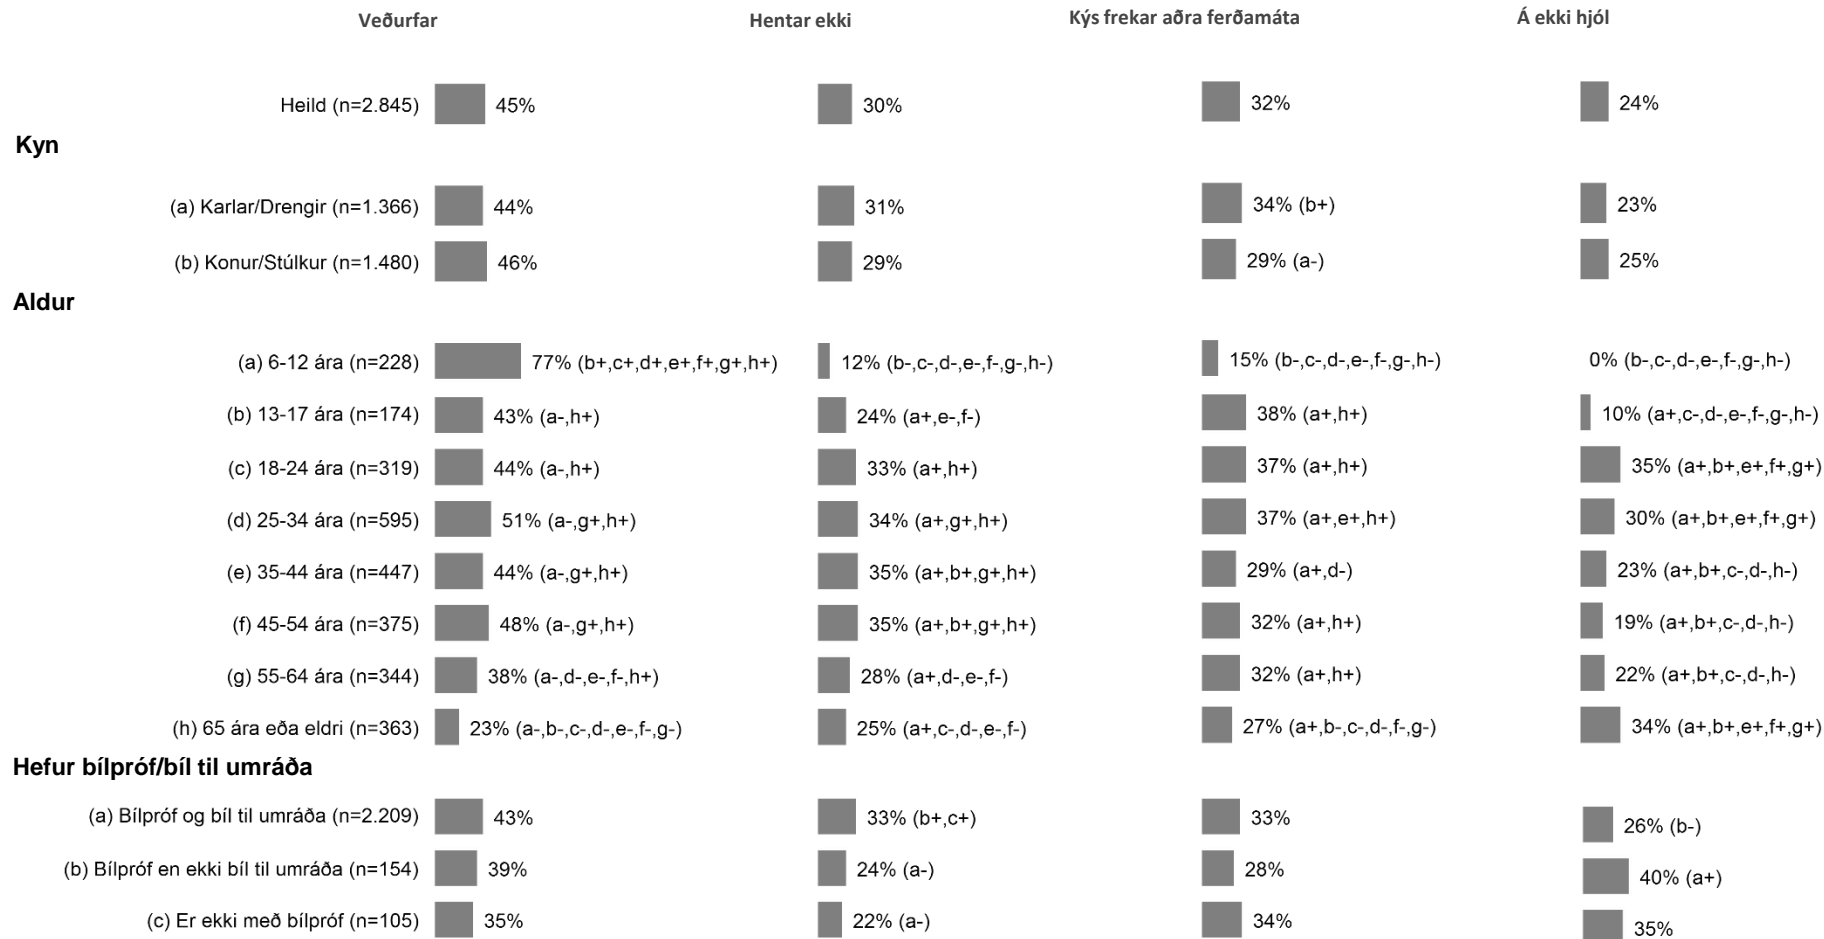 Veðurfar Hentar ekki Kýs frekar aðra ferðamáta Á ekki hjól
Heild (n=2.845) 45% 30% 32% 24%
Kyn
(a) Karlar/Drengir (n=1.366) 44% 31% 34% (b+) 23%
(b) Konur/Stúlkur (n=1.480) 46% 29% 29% (a-) 25%
Aldur
(a) 6-12 ára (n=228) 77% (b+,c+,d+,e+,f+,g+,h+) 12% (b-,c-,d-,e-,f-,g-,h-) 15% (b-,c-,d-,e-,f-,g-,h-) 0% (b-,c-,d-,e-,f-,g-,h-)
(b) 13-17 ára (n=174) 43% (a-,h+) 24% (a+,e-,f-) 38% (a+,h+) 10% (a+,c-,d-,e-,f-,g-,h-)
(c) 18-24 ára (n=319) 44% (a-,h+) 33% (a+,h+) 37% (a+,h+) 35% (a+,b+,e+,f+,g+)
(d) 25-34 ára (n=595) 51% (a-,g+,h+) 34% (a+,g+,h+) 37% (a+,e+,h+) 30% (a+,b+,e+,f+,g+)
(e) 35-44 ára (n=447) 44% (a-,g+,h+) 35% (a+,b+,g+,h+) 29% (a+,d-) 23% (a+,b+,c-,d-,h-)
(f) 45-54 ára (n=375) 48% (a-,g+,h+) 35% (a+,b+,g+,h+) 32% (a+,h+) 19% (a+,b+,c-,d-,h-)
(g) 55-64 ára (n=344) 38% (a-,d-,e-,f-,h+) 28% (a+,d-,e-,f-) 32% (a+,h+) 22% (a+,b+,c-,d-,h-)
(h) 65 ára eða eldri (n=363) 23% (a-,b-,c-,d-,e-,f-,g-) 25% (a+,c-,d-,e-,f-) 27% (a+,b-,c-,d-,f-,g-) 34% (a+,b+,e+,f+,g+)
Hefur bílpróf/bíl til umráða
(a) Bílpróf og bíl til umráða (n=2.209) 43% 33% (b+,c+) 33% 26% (b-)
(b) Bílpróf en ekki bíl til umráða (n=154) 39% 24% (a-) 28% 40% (a+)
(c) Er ekki með bílpróf (n=105) 35% 22% (a-) 34% 35%